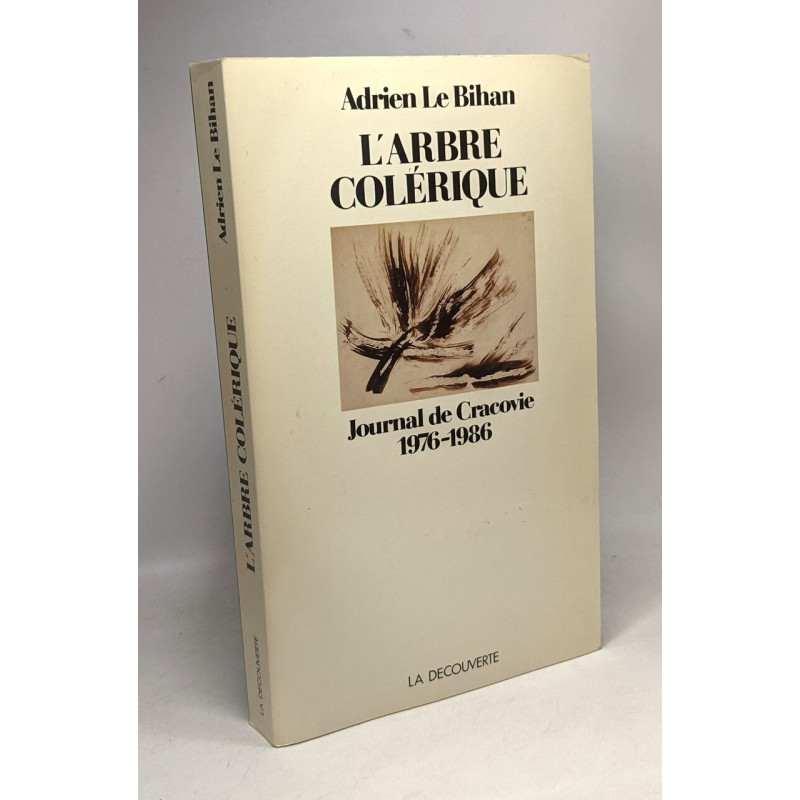 Adrien Le Bihan
L'ARBRE
COLÉRIQUE
Journal de Cracovie
1976-1986
LA DECOUVERTE
Adrien Le Bihan
L'ARBRE COLÉRIQUE
LA DECOUVERTE